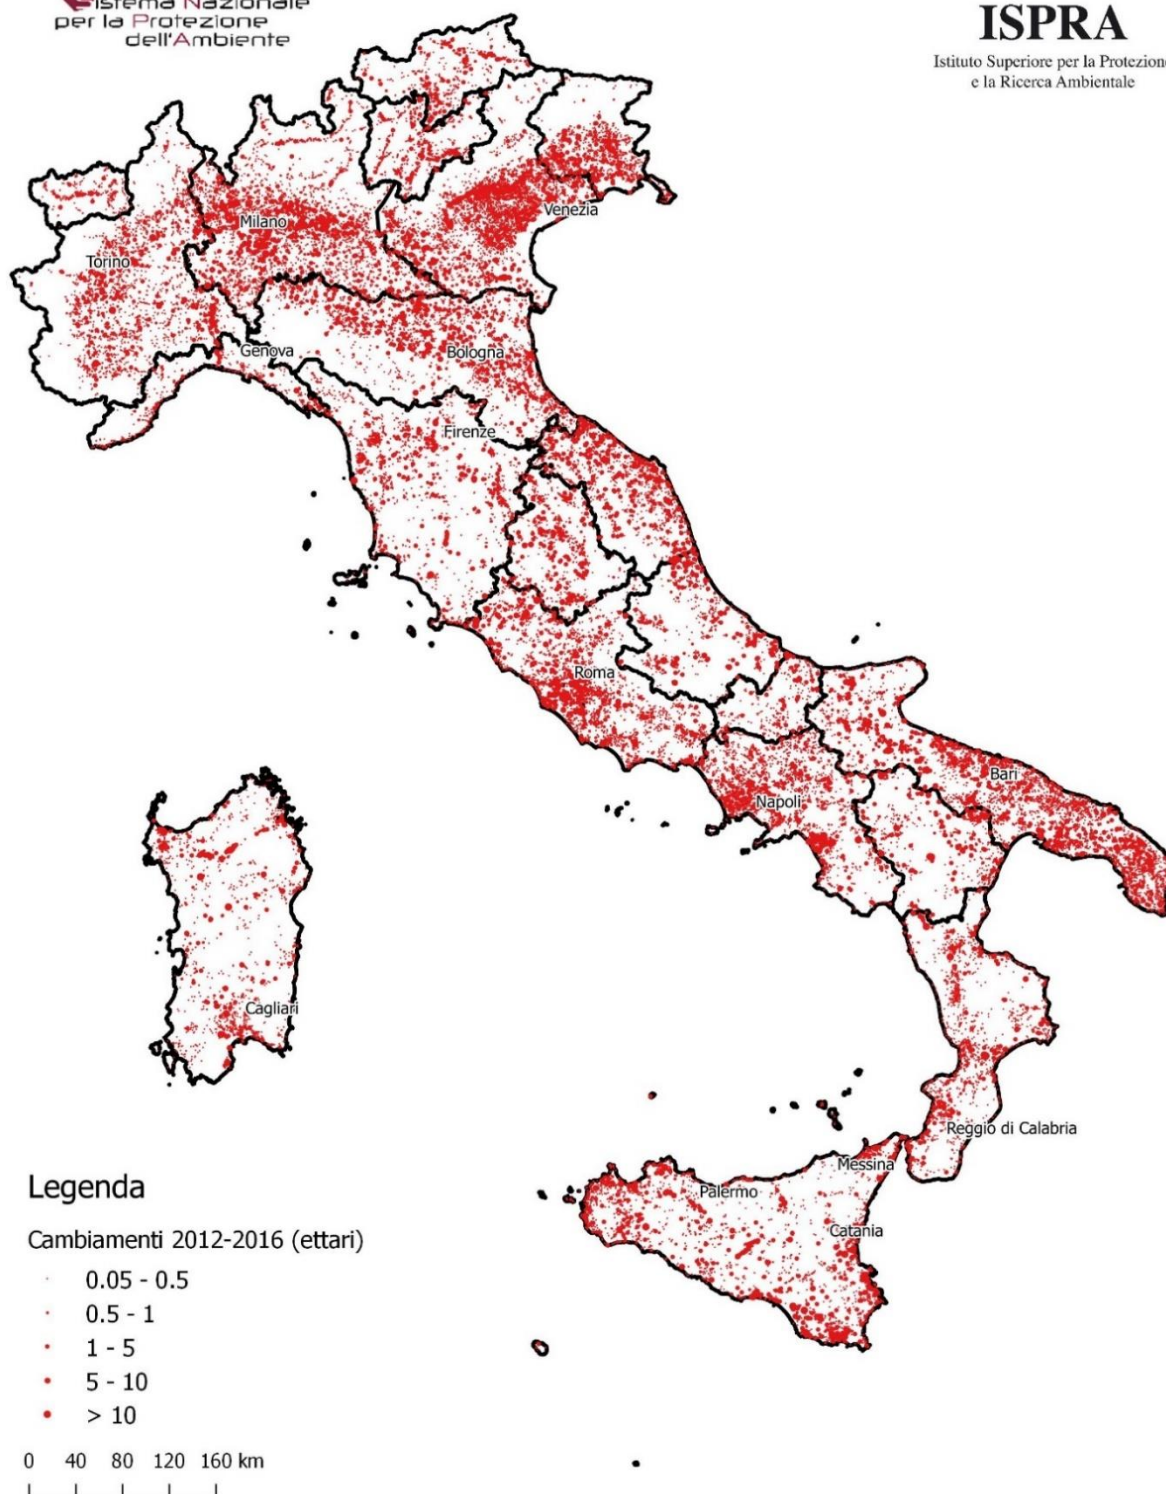 istema Nazionale
per la Protezione
dell'Ambiente
ISPRA
Istituto Superiore per la Protezione
e la Ricerca Ambientale
Venezia
Milano
Torino
Genova
Bologna
Firenze
Roma
Bari
Napoli
Cagliari
Reggio di Calabria
Messina
Palermo
Catania
Legenda
Cambiamenti 2012-2016 (ettari)
0.05 - 0.5
0.5 - 1
1 - 5
5 - 10
> 10
0 40 80 120 160 km